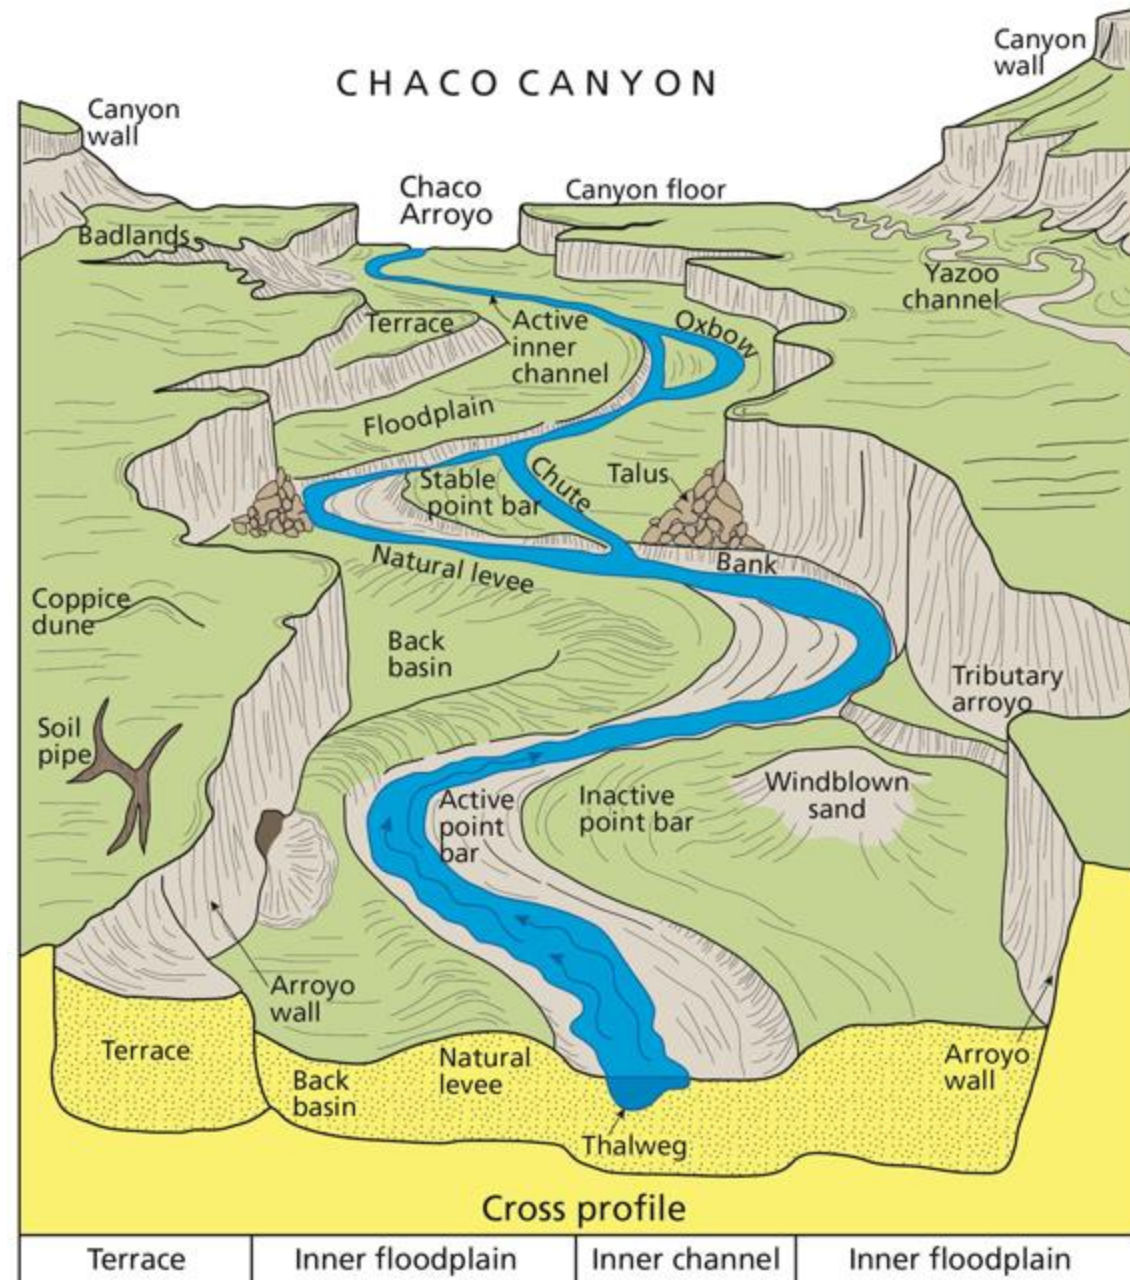 CHACO CANYON
Canyon
wall
Canyon
wall
Chaco
Arroyo
Canyon floor
Badlands
Yazoo
channel
Terrace
Active
inner
channel
Oxbow
Floodplain
Stable
point bar
Chute
Talus
Natural levee
Bank
Coppice
dune
Back
basin
Tributary
arroyo
Soil
pipe
Active
point
bar
Inactive
point bar
Windblown
sand
Arroyo
wall
Terrace
Back
basin
Natural
levee
Arroyo
wall
Thalweg
Cross profile
Terrace
Inner floodplain
Inner channel
Inner floodplain